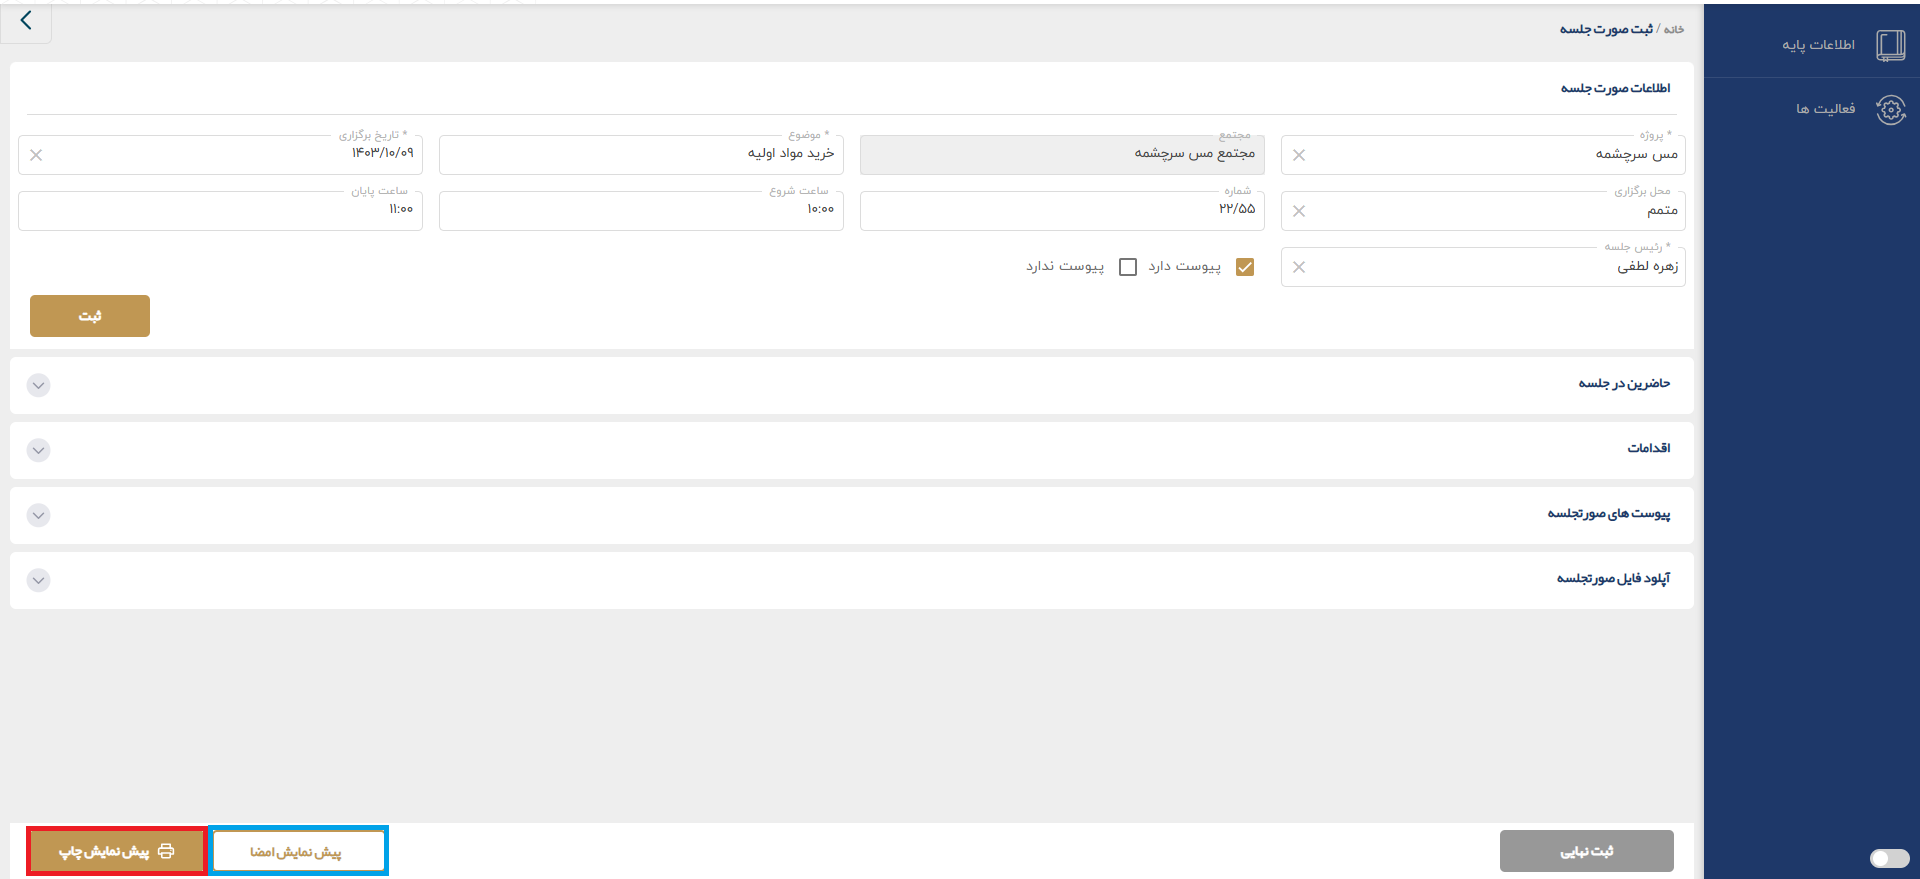 اطلاعات پایه
فعالیت ها
خانه / ثبت صورت جلسه
اطلاعات صورت جلسه
* پروژه
مس سرچشمه
مجتمع
مجتمع مس سرچشمه
* موضوع
خرید مواد اولیه
* تاریخ برگزاری
۱۴۰۳/۱۰/۰۹
محل برگزاری
متمم
شماره
۲۲/۵۵
ساعت شروع
۱۰:۰۰
ساعت پایان
۱۱:۰۰
* رئیس جلسه
زهره لطفی
پیوست دارد
پیوست ندارد
ثبت
حاضرین در جلسه
اقدامات
پیوست های صورتجلسه
آپلود فایل صورتجلسه
ثبت نهایی
پیش نمایش امضا
پیش نمایش چاپ